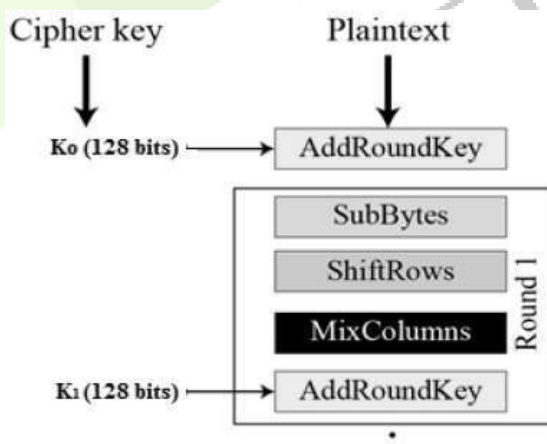 Cipher key
Plaintext
K₀ (128 bits)
AddRoundKey
SubBytes
ShiftRows
MixColumns
Round 1
K₁ (128 bits)
AddRoundKey